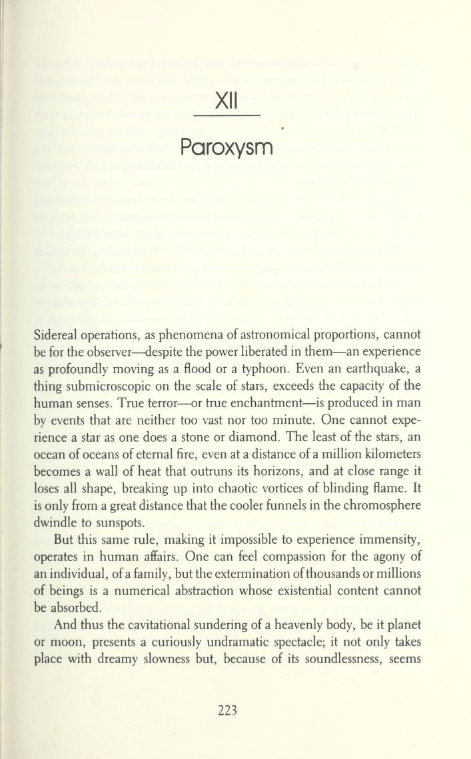 XII
Paroxysm
Sidereal operations, as phenomena of astronomical proportions, cannot
be for the observer—despite the power liberated in them—an experience
as profoundly moving as a flood or a typhoon. Even an earthquake, a
thing submicroscopic on the scale of stars, exceeds the capacity of the
human senses. True terror—or true enchantment—is produced in man
by events that are neither too vast nor too minute. One cannot expe-
rience a star as one does a stone or diamond. The least of the stars, an
ocean of oceans of eternal fire, even at a distance of a million kilometers
becomes a wall of heat that outruns its horizons, and at close range it
loses all shape, breaking up into chaotic vortices of blinding flame. It
is only from a great distance that the cooler funnels in the chromosphere
dwindle to sunspots.
But this same rule, making it impossible to experience immensity,
operates in human affairs. One can feel compassion for the agony of
an individual, of a family, but the extermination of thousands or millions
of beings is a numerical abstraction whose existential content cannot
be absorbed.
And thus the cavitational sundering of a heavenly body, be it planet
or moon, presents a curiously undramatic spectacle; it not only takes
place with dreamy slowness but, because of its soundlessness, seems
223